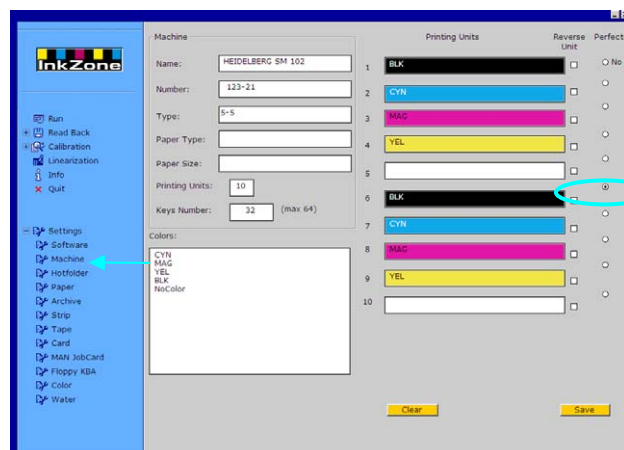 InkZone
Run
Read Back
Calibration
Linearization
Info
Quit
Settings
Software
Machine
Hotfolder
Paper
Archive
Strip
Tape
Card
MAN JobCard
Floppy KBA
Color
Water
Machine
Name: HEIDELBERG SM 102
Number: 123-21
Type: 5-5
Paper Type:
Paper Size:
Printing Units: 10
Keys Number: 32 (max 64)
Colors:
CYN
MAG
YEL
BLK
NoColor
Printing Units Reverse Unit Perfect
1 BLK No
2 CYN
3 MAG
4 YEL
5
6 BLK
7 CYN
8 MAG
9 YEL
10
Clear Save